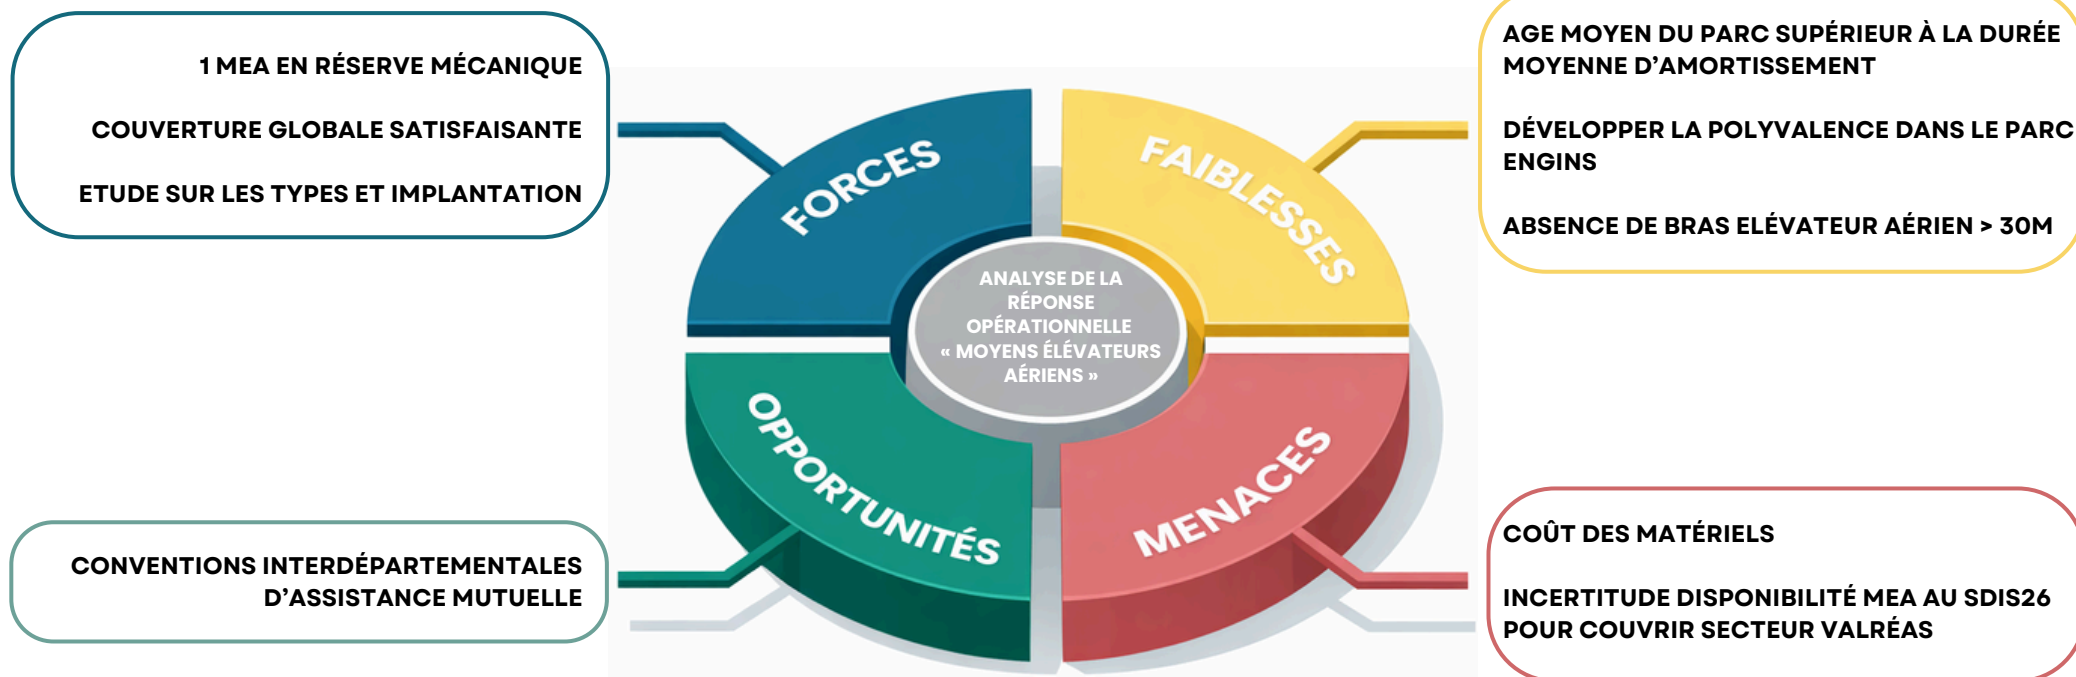 1 MEA EN RÉSERVE MÉCANIQUE
COUVERTURE GLOBALE SATISFAISANTE
ETUDE SUR LES TYPES ET IMPLANTATION
FORCES
FAIBLESSES
AGE MOYEN DU PARC SUPÉRIEUR À LA DURÉE
MOYENNE D’AMORTISSEMENT
DÉVELOPPER LA POLYVALENCE DANS LE PARC
ENGINS
ABSENCE DE BRAS ELÉVATEUR AÉRIEN > 30M
ANALYSE DE LA
RÉPONSE
OPÉRATIONNELLE
« MOYENS ÉLÉVATEURS
AÉRIENS »
OPPORTUNITÉS
CONVENTIONS INTERDÉPARTEMENTALES
D’ASSISTANCE MUTUELLE
MENACES
COÛT DES MATÉRIELS
INCERTITUDE DISPONIBILITÉ MEA AU SDIS26
POUR COUVRIR SECTEUR VALRÉAS